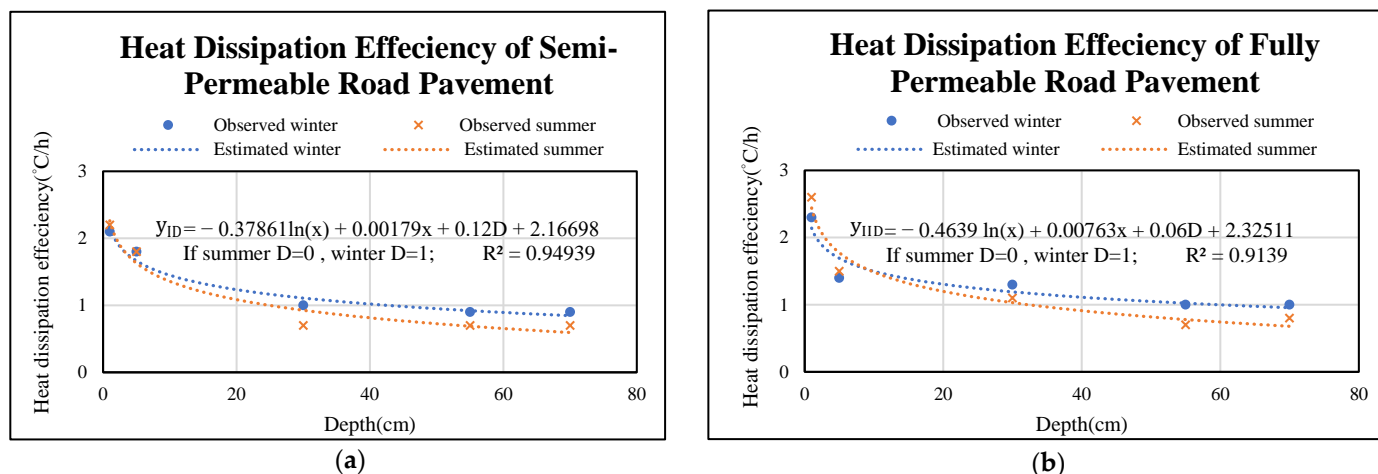 Heat Dissipation Effeciency of Semi-
Permeable Road Pavement
Observed winter
Observed summer
Estimated winter
Estimated summer
Heat dissipation effeciency(°C/h)
3
2
1
0
yID= − 0.37861ln(x) + 0.00179x + 0.12D + 2.16698
If summer D=0 , winter D=1; R² = 0.94939
0
20
40
60
80
Depth(cm)
(a)
Heat Dissipation Effeciency of Fully
Permeable Road Pavement
Observed winter
Observed summer
Estimated winter
Estimated summer
Heat dissipation effeciency(°C/h)
3
2
1
0
yIID= − 0.4639 ln(x) + 0.00763x + 0.06D + 2.32511
If summer D=0 , winter D=1; R² = 0.9139
0
20
40
60
80
Depth(cm)
(b)